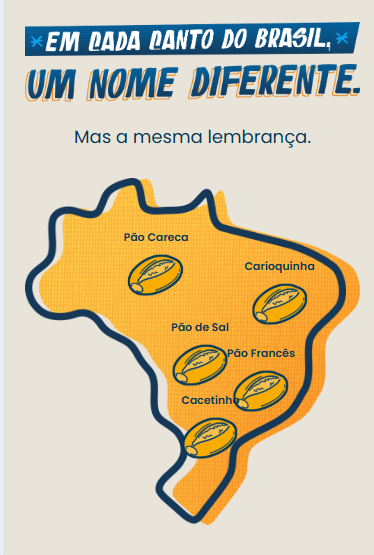 EM CADA CANTO DO BRASIL,
UM NOME DIFERENTE.
Mas a mesma lembrança.
Pão Careca
Carioquinha
Pão de Sal
Pão Francês
Cacetinho